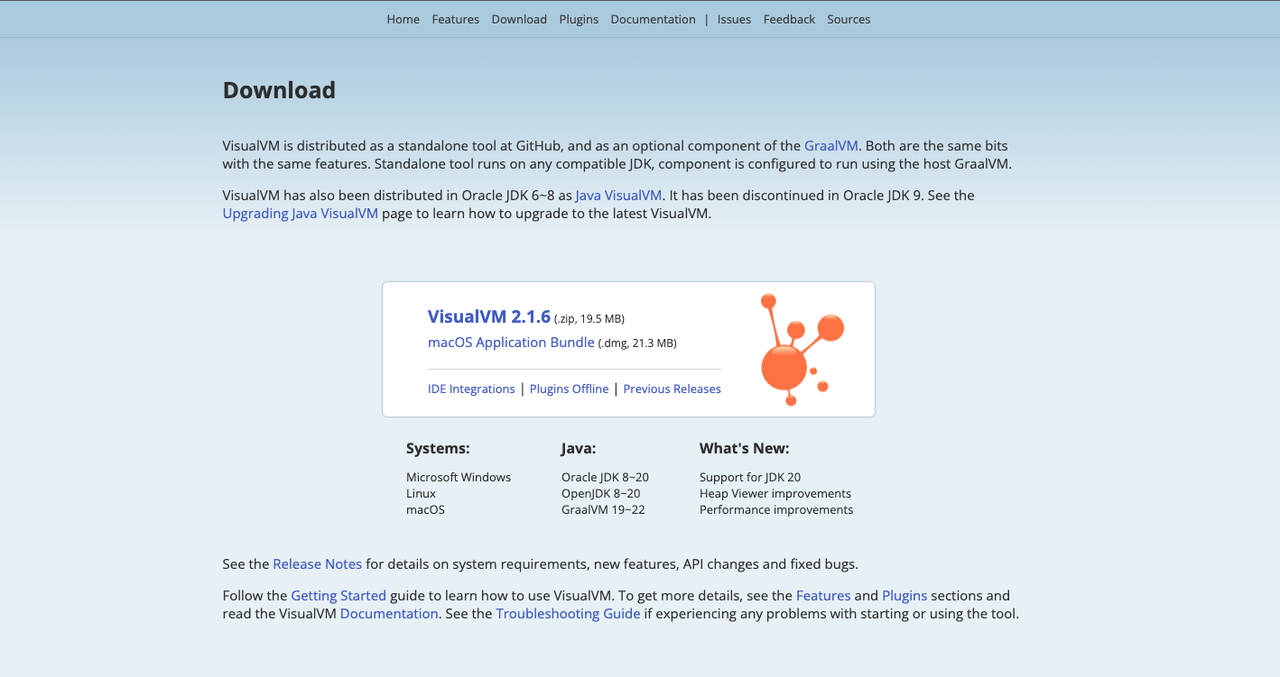 Home Features Download Plugins Documentation | Issues Feedback Sources
Download
VisualVM is distributed as a standalone tool at GitHub, and as an optional component of the GraalVM. Both are the same bits
with the same features. Standalone tool runs on any compatible JDK, component is configured to run using the host GraalVM.
VisualVM has also been distributed in Oracle JDK 6~8 as Java VisualVM. It has been discontinued in Oracle JDK 9. See the
Upgrading Java VisualVM page to learn how to upgrade to the latest VisualVM.
VisualVM 2.1.6 (.zip, 19.5 MB)
macOS Application Bundle (.dmg, 21.3 MB)
IDE Integrations | Plugins Offline | Previous Releases
Systems:
Microsoft Windows
Linux
macOS
Java:
Oracle JDK 8~20
OpenJDK 8~20
GraalVM 19~22
What's New:
Support for JDK 20
Heap Viewer improvements
Performance improvements
See the Release Notes for details on system requirements, new features, API changes and fixed bugs.
Follow the Getting Started guide to learn how to use VisualVM. To get more details, see the Features and Plugins sections and
read the VisualVM Documentation. See the Troubleshooting Guide if experiencing any problems with starting or using the tool.